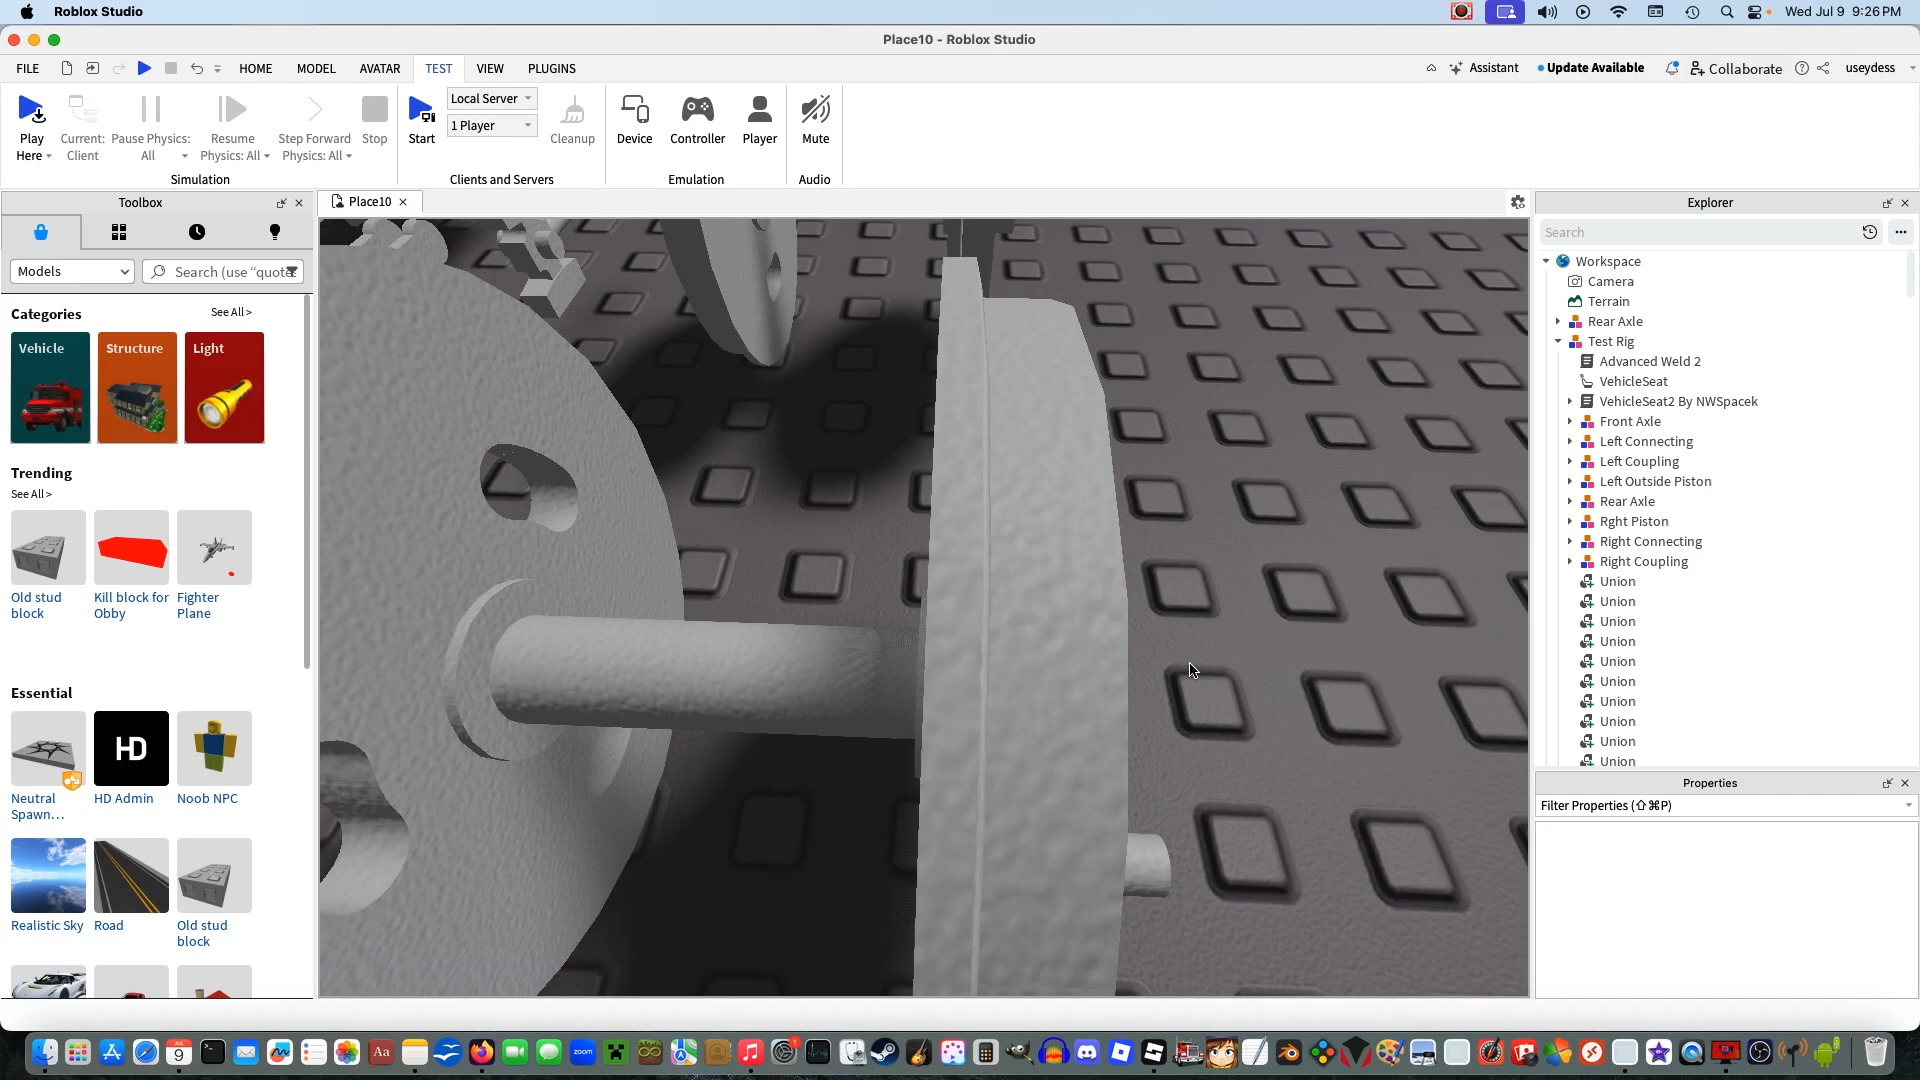 Roblox Studio
Wed Jul 9 9:26 PM
Place10 - Roblox Studio
FILE
HOME
MODEL
AVATAR
TEST
VIEW
PLUGINS
Assistant
Update Available
Collaborate
useydess
Play
Here
Current:
Client
Pause Physics:
All
Resume
Physics: All
Step Forward
Physics: All
Stop
Simulation
Start
Local Server
1 Player
Cleanup
Clients and Servers
Device
Controller
Player
Emulation
Mute
Audio
Toolbox
Models
Search (use "quote
Categories
See All >
Vehicle
Structure
Light
Trending
See All >
Old stud
block
Kill block for
Obby
Fighter
Plane
Essential
HD
Neutral
Spawn...
HD Admin
Noob NPC
Realistic Sky
Road
Old stud
block
Place10
Explorer
Search
Workspace
Camera
Terrain
Rear Axle
Test Rig
Advanced Weld 2
VehicleSeat
VehicleSeat2 By NWSpacek
Front Axle
Left Connecting
Left Coupling
Left Outside Piston
Rear Axle
Rght Piston
Right Connecting
Right Coupling
Union
Union
Union
Union
Union
Union
Union
Union
Union
Union
Properties
Filter Properties (⇧⌘P)
JUL
9
Aa
zoom
1